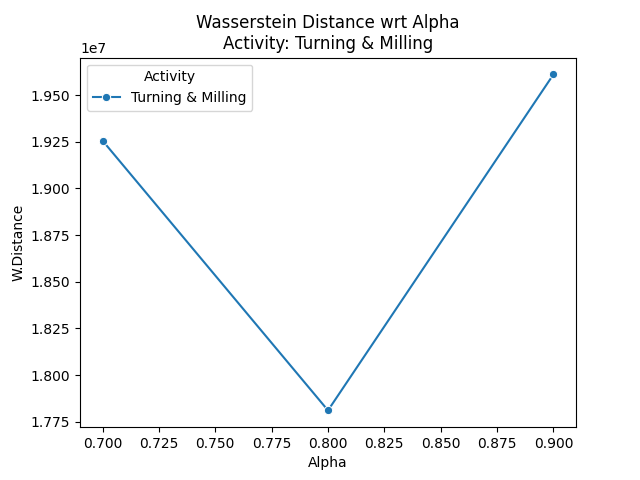 Wasserstein Distance wrt Alpha
Activity: Turning & Milling
1e7
Activity
Turning & Milling
1.950
1.925
1.900
1.875
1.850
1.825
1.800
1.775
W.Distance
0.700 0.725 0.750 0.775 0.800 0.825 0.850 0.875 0.900
Alpha